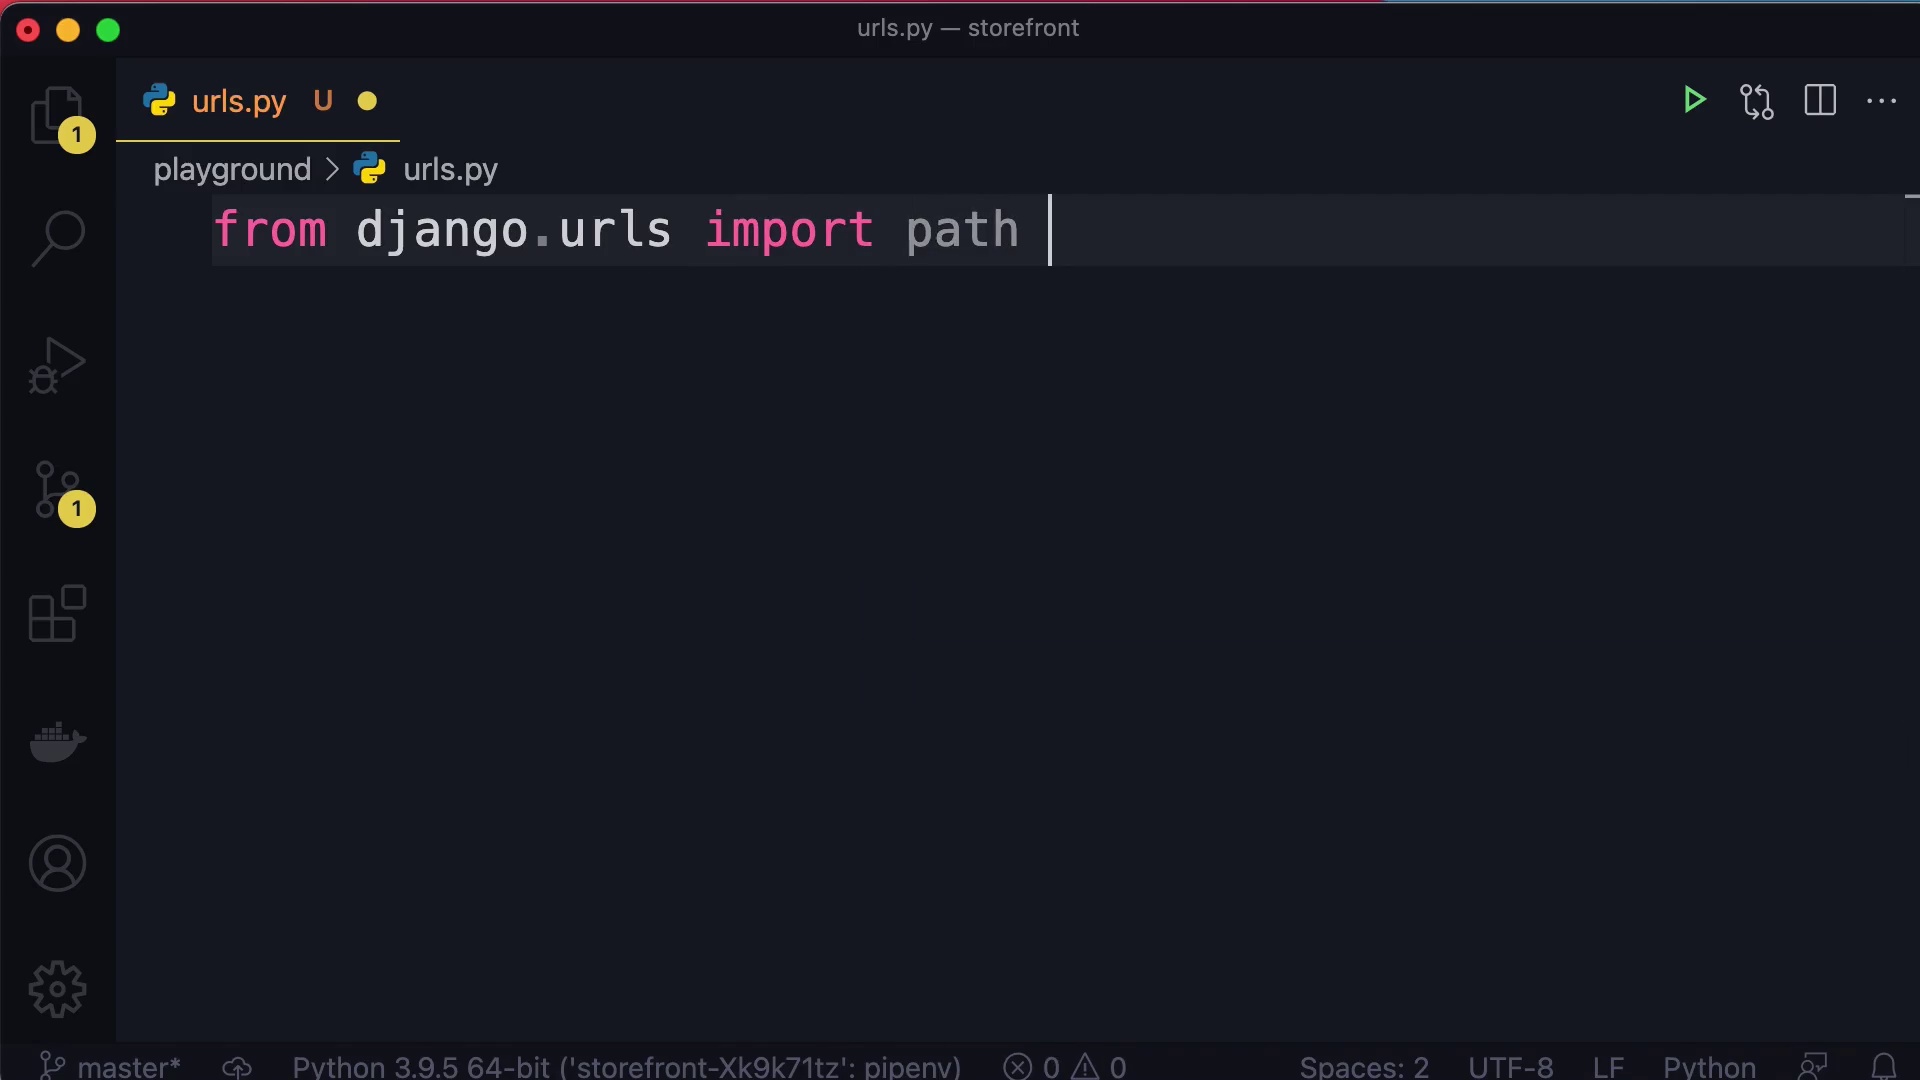 urls.py — storefront
urls.py U
1
playground > urls.py
from django.urls import path
1
master* Python 3.9.5 64-bit ('storefront-Xk9k71tz': pipenv) 0 0 Spaces: 2 UTF-8 LF Python